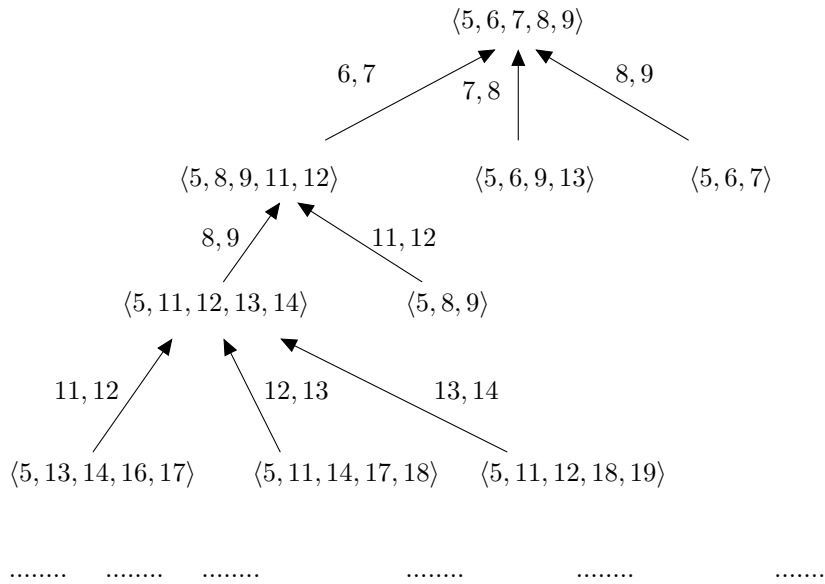 ⟨5, 6, 7, 8, 9⟩
6, 7
7, 8
8, 9
⟨5, 8, 9, 11, 12⟩
⟨5, 6, 9, 13⟩
⟨5, 6, 7⟩
8, 9
11, 12
⟨5, 11, 12, 13, 14⟩
⟨5, 8, 9⟩
11, 12
12, 13
13, 14
⟨5, 13, 14, 16, 17⟩
⟨5, 11, 14, 17, 18⟩
⟨5, 11, 12, 18, 19⟩
........ ........ ........ ........ ........ .......